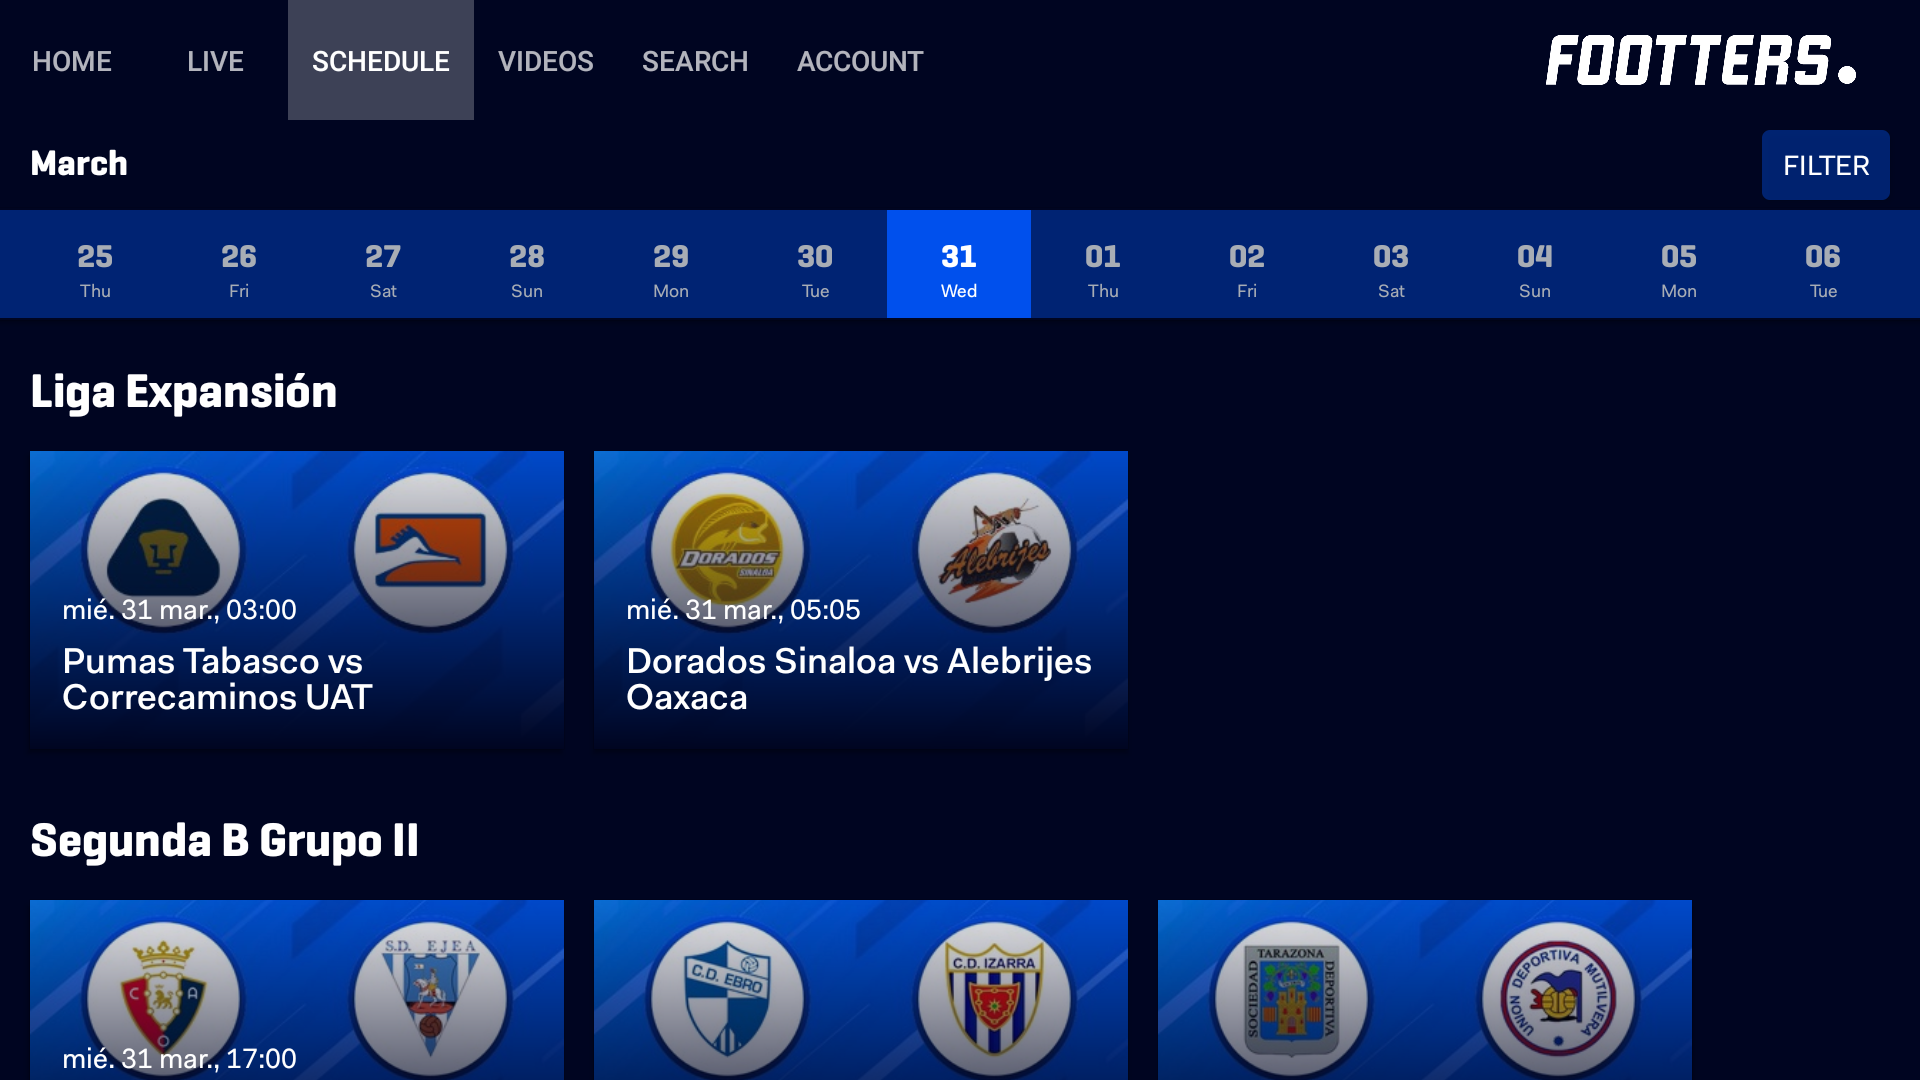 HOME LIVE SCHEDULE VIDEOS SEARCH ACCOUNT FOOTTERS.
March FILTER
25 26 27 28 29 30 31 01 02 03 04 05 06
Thu Fri Sat Sun Mon Tue Wed Thu Fri Sat Sun Mon Tue
Liga Expansión
DORADOS
SINALOA
Alebrijes
mié. 31 mar., 03:00
Pumas Tabasco vs
Correcaminos UAT
mié. 31 mar., 05:05
Dorados Sinaloa vs Alebrijes
Oaxaca
Segunda B Grupo II
C A O
S.D. EJEA
C.D. EBRO
C.D. IZARRA
SOCIEDAD TARAZONA DEPORTIVA
UNION DEPORTIVA MUTILVERA
mié. 31 mar., 17:00